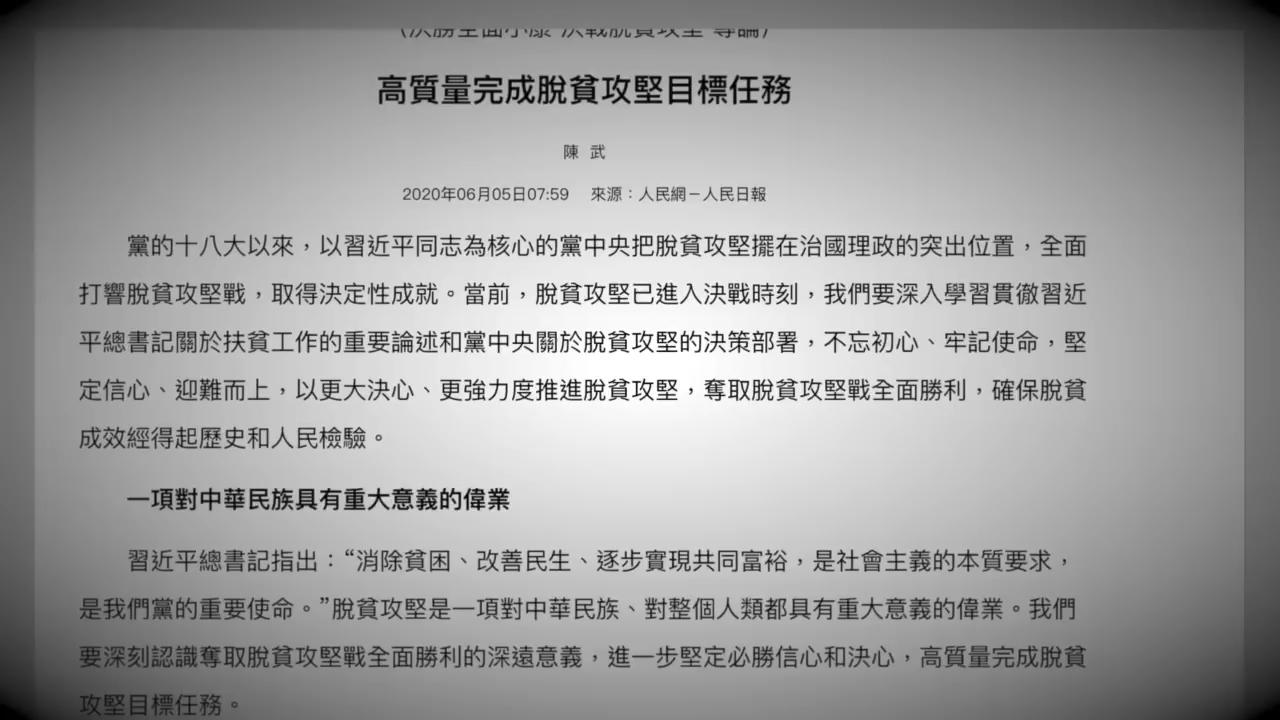 (決勝全面小康 決戰脫貧攻堅 專論)
高質量完成脫貧攻堅目標任務
陳 武
2020年06月05日07:59 來源：人民網－人民日報
黨的十八大以來，以習近平同志為核心的黨中央把脫貧攻堅擺在治國理政的突出位置，全面
打響脫貧攻堅戰，取得決定性成就。當前，脫貧攻堅已進入決戰時刻，我們要深入學習貫徹習近
平總書記關於扶貧工作的重要論述和黨中央關於脫貧攻堅的決策部署，不忘初心、牢記使命，堅
定信心、迎難而上，以更大決心、更強力度推進脫貧攻堅，奪取脫貧攻堅戰全面勝利，確保脫貧
成效經得起歷史和人民檢驗。
一項對中華民族具有重大意義的偉業
習近平總書記指出：“消除貧困、改善民生、逐步實現共同富裕，是社會主義的本質要求，
是我們黨的重要使命。”脫貧攻堅是一項對中華民族、對整個人類都具有重大意義的偉業。我們
要深刻認識奪取脫貧攻堅戰全面勝利的深遠意義，進一步堅定必勝信心和決心，高質量完成脫貧
攻堅目標任務。